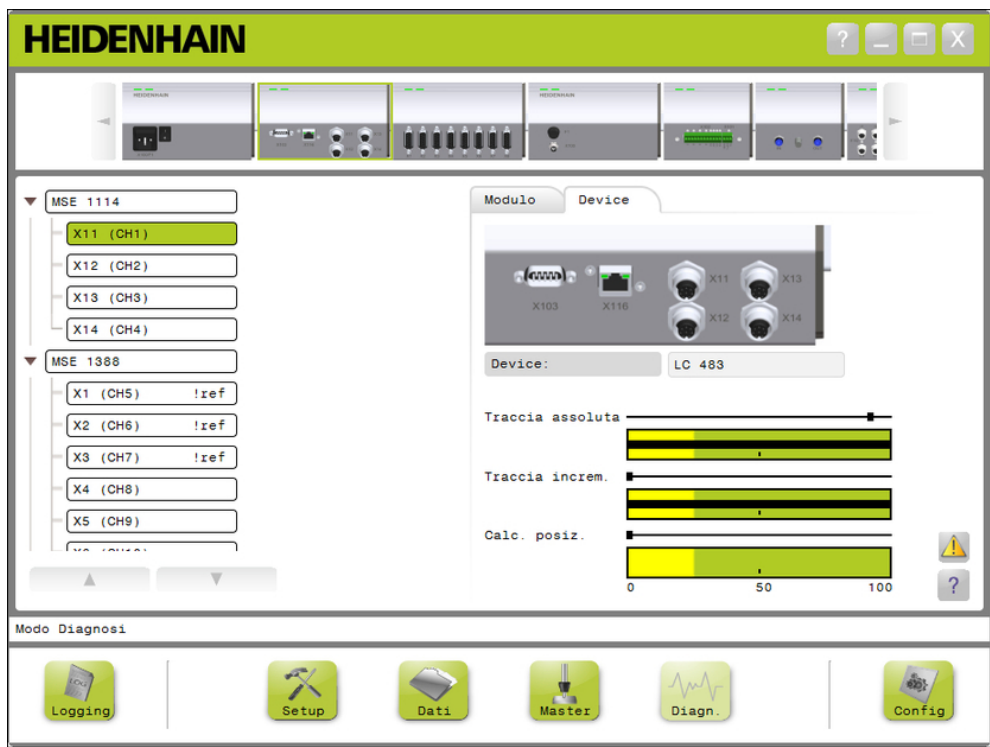 HEIDENHAIN
? _ X
HEIDENHAIN
HEIDENHAIN
MSE 1114
X11 (CH1)
X12 (CH2)
X13 (CH3)
X14 (CH4)
MSE 1388
X1 (CH5) !ref
X2 (CH6) !ref
X3 (CH7) !ref
X4 (CH8)
X5 (CH9)
Modulo Device
X103 X116 X11 X13
X12 X14
Device: LC 483
Traccia assoluta
Traccia increm.
Calc. posiz.
0 50 100
?
Modo Diagnosi
Logging Setup Dati Master Diagn. Config